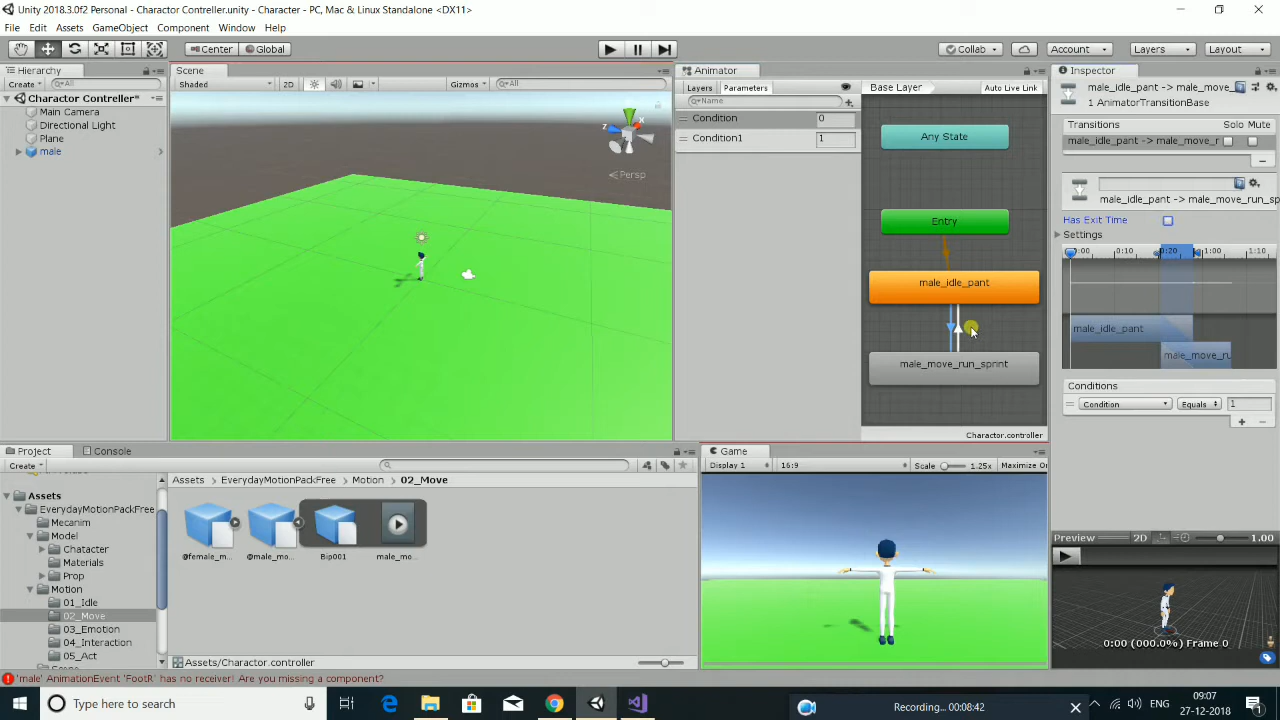 Unity 2018.3.0f2 Personal - Charactor Contreller.unity - Character - PC, Mac & Linux Standalone <DX11>
File Edit Assets GameObject Component Window Help
Center Global Collab Account Layers Layout
Hierarchy
Create All
Charactor Contreller*
Main Camera
Directional Light
Plane
male
Scene
Shaded 2D Gizmos All
Persp
Animator
Layers Parameters Base Layer Auto Live Link
Name
Condition 0
Condition1 1
Any State
Entry
male_idle_pant
male_move_run_sprint
Charactor.controller
Inspector
male_idle_pant -> male_move_
1 AnimatorTransitionBase
Transitions Solo Mute
male_idle_pant -> male_move_r
male_idle_pant -> male_move_run_sp
Has Exit Time
Settings
0:00 0:10 0:20 1:00 1:10
male_idle_pant
male_move_ru
Conditions
Condition Equals 1
Preview 2D 1.00
0:00 (000.0%) Frame 0
Project Console
Create
Assets
EverydayMotionPackFree
Mecanim
Model
Chatacter
Materials
Prop
Motion
01_Idle
02_Move
03_Emotion
04_Interaction
05_Act
Assets EverydayMotionPackFree Motion 02_Move
@female_m... @male_mo... Bip001 male_mo...
Assets/Charactor.controller
Game
Display 1 16:9 Scale 1.25x Maximize On
'male' AnimationEvent 'FootR' has no receiver! Are you missing a component?
Type here to search
Recording... 00:08:42
ENG
09:07
27-12-2018